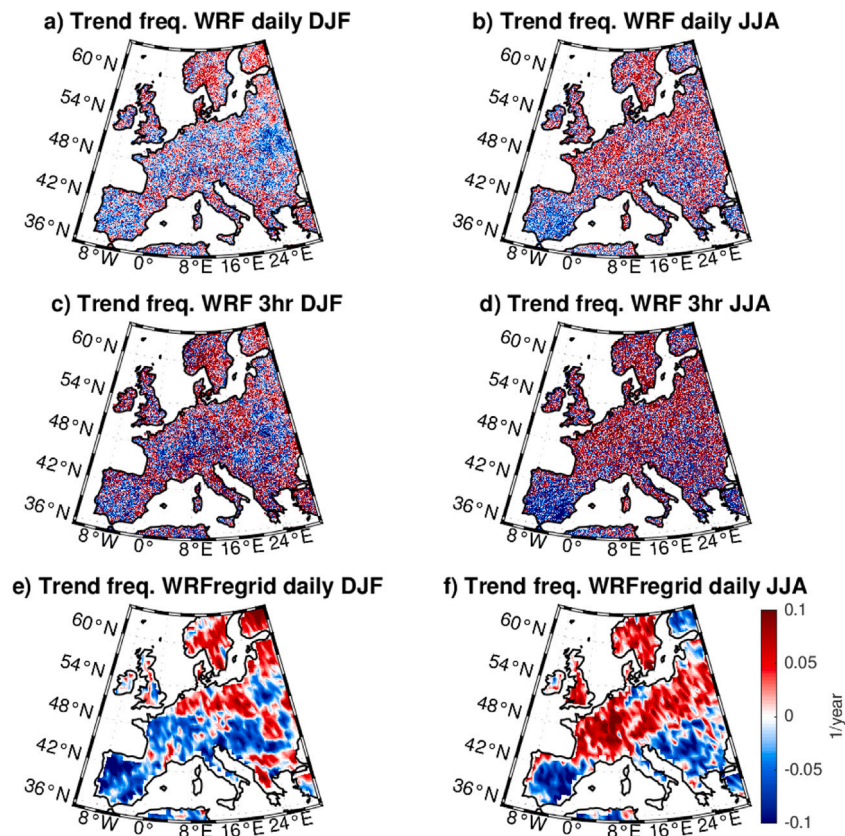 a) Trend freq. WRF daily DJF
b) Trend freq. WRF daily JJA
60°N
54°N
48°N
42°N
36°N
8°W 0° 8°E 16°E 24°E
60°N
54°N
48°N
42°N
36°N
8°W 0° 8°E 16°E 24°E
c) Trend freq. WRF 3hr DJF
d) Trend freq. WRF 3hr JJA
60°N
54°N
48°N
42°N
36°N
8°W 0° 8°E 16°E 24°E
60°N
54°N
48°N
42°N
36°N
8°W 0° 8°E 16°E 24°E
e) Trend freq. WRFregrid daily DJF
f) Trend freq. WRFregrid daily JJA
60°N
54°N
48°N
42°N
36°N
8°W 0° 8°E 16°E 24°E
60°N
54°N
48°N
42°N
36°N
8°W 0° 8°E 16°E 24°E
0.1
0.05
0
-0.05
-0.1
1/year